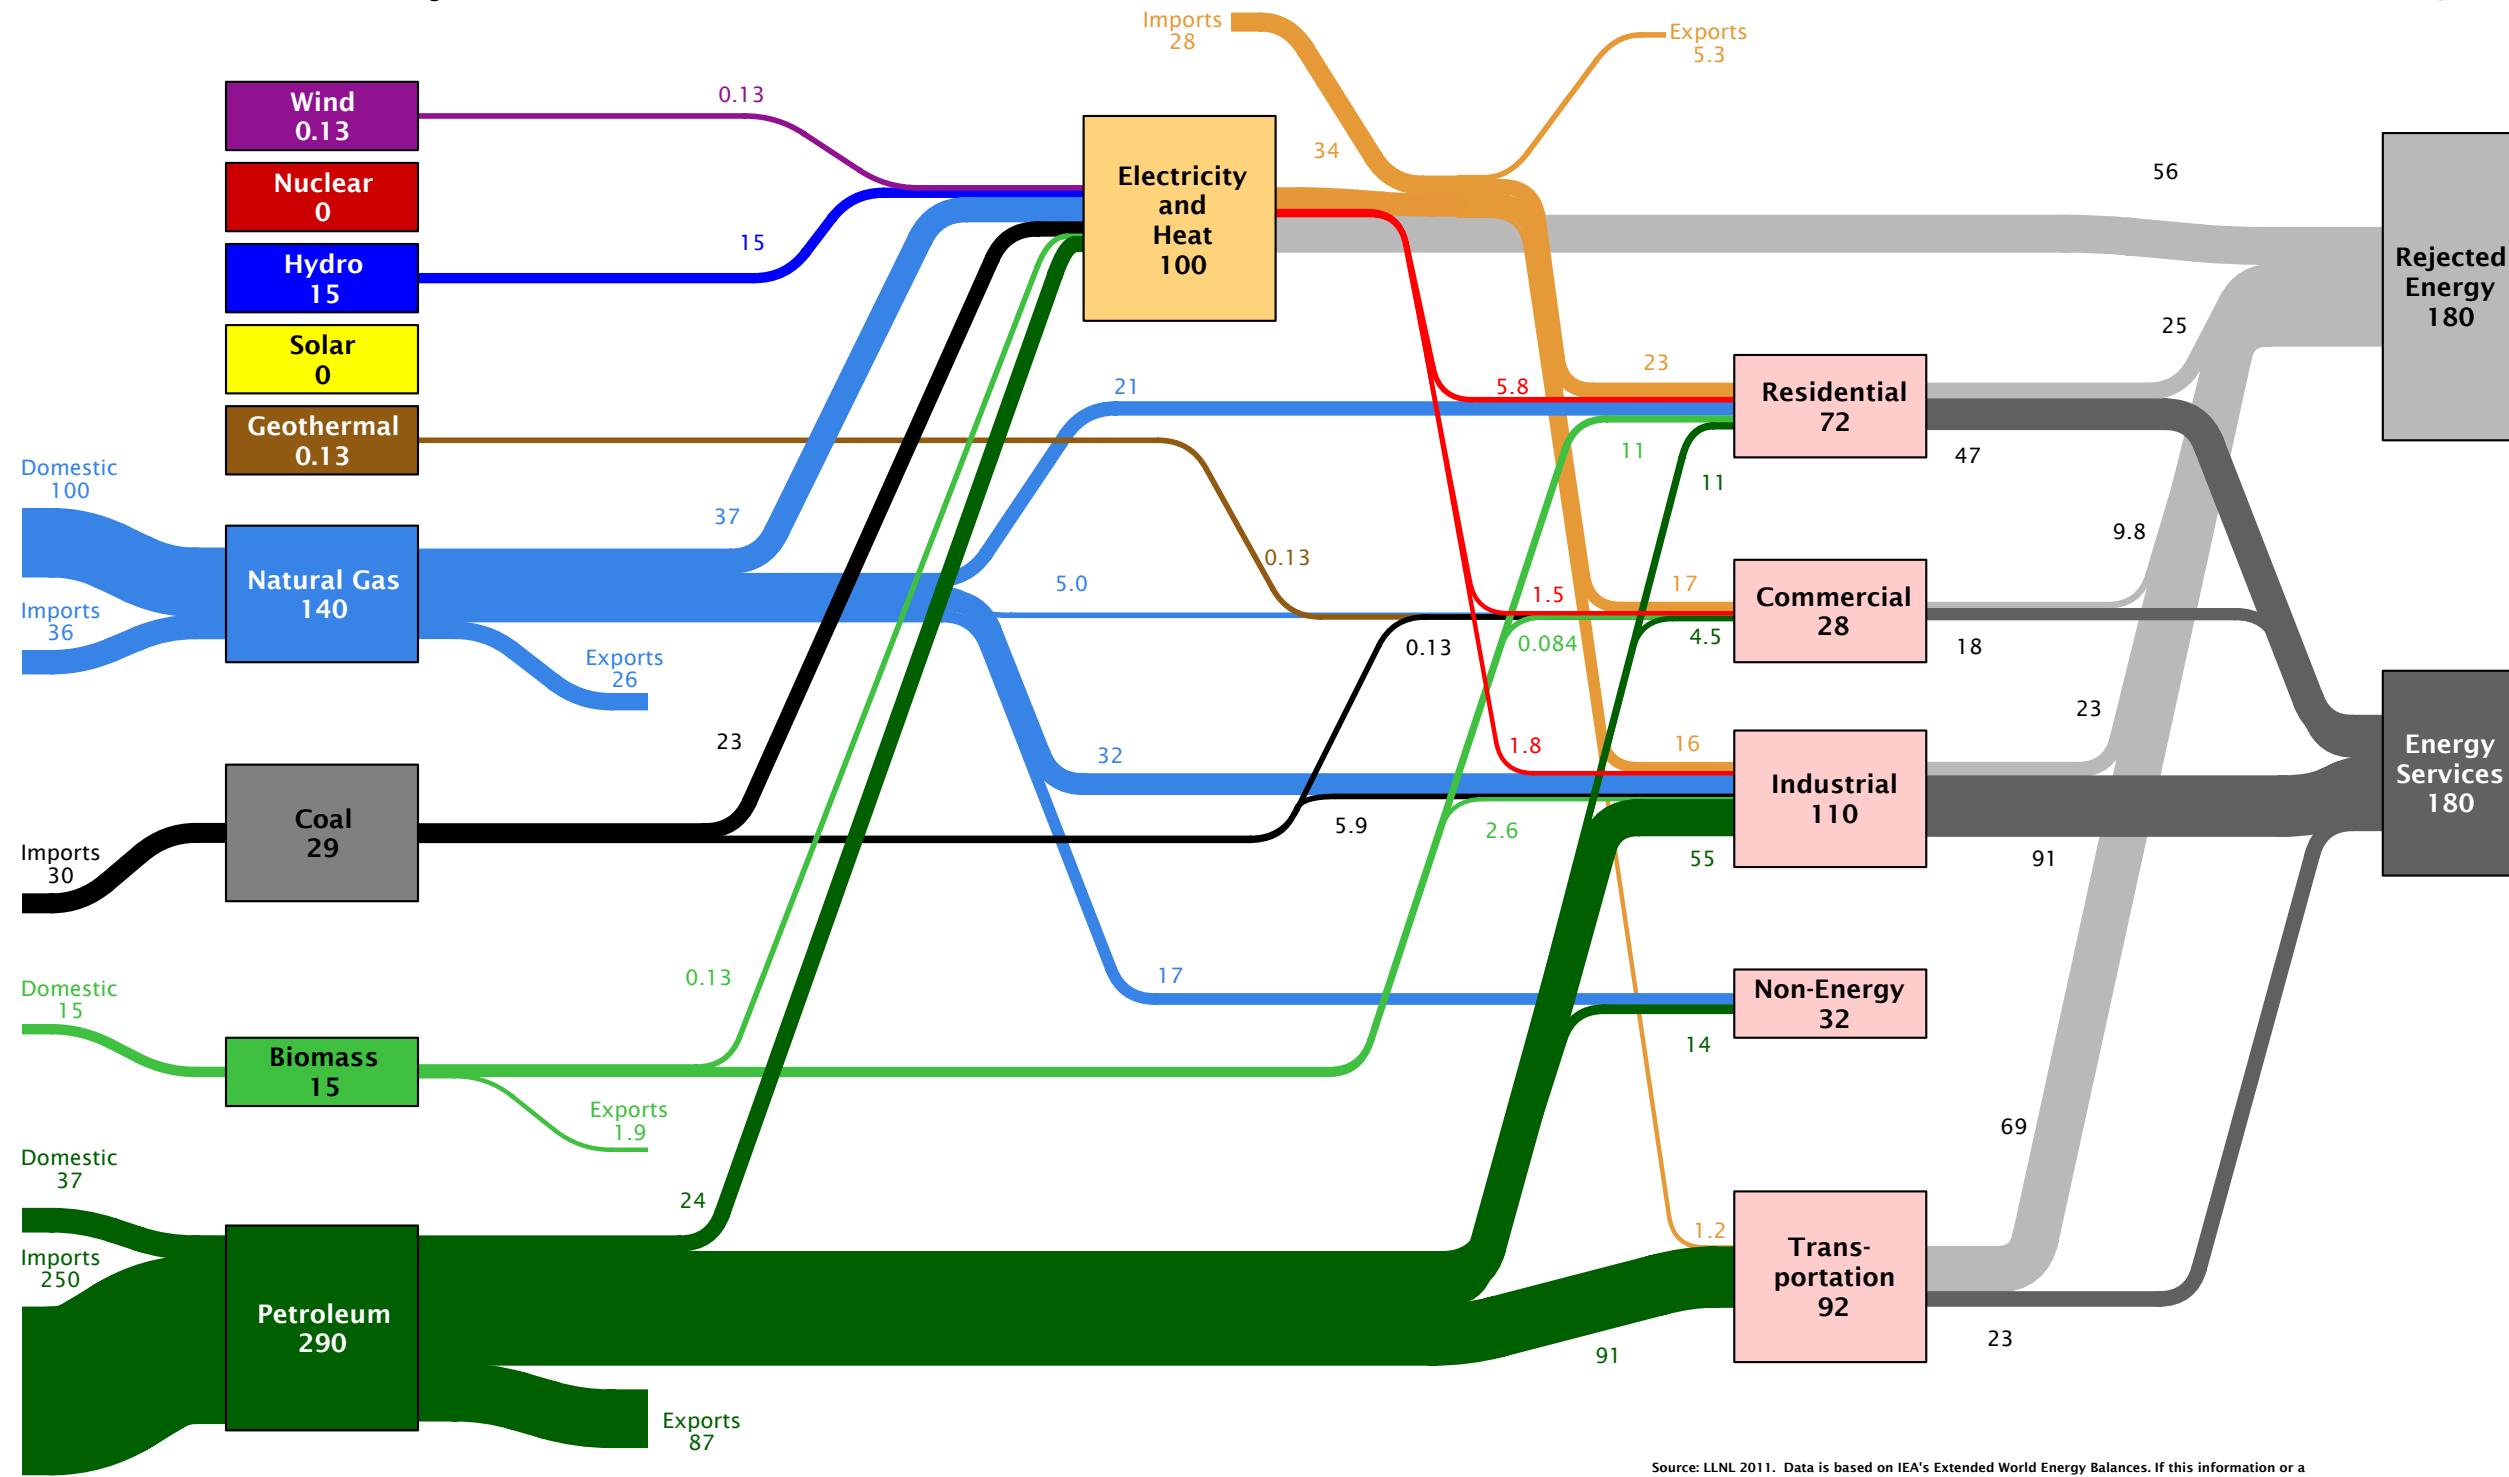 Imports
28
Exports
5.3
Wind
0.13
0.13
Nuclear
0
Hydro
15
15
Solar
0
Geothermal
0.13
Electricity
and
Heat
100
34
56
Rejected
Energy
180
25
23
5.8
21
Residential
72
11
11
47
Domestic
100
37
Natural Gas
140
Imports
36
Exports
26
0.13
5.0
1.5
17
0.13
0.084
4.5
Commercial
28
9.8
18
23
23
Coal
29
Imports
30
32
1.8
16
5.9
2.6
55
Industrial
110
91
Energy
Services
180
17
Non-Energy
32
14
Domestic
15
0.13
Biomass
15
Exports
1.9
Domestic
37
24
Imports
250
Petroleum
290
Exports
87
69
1.2
Trans-
portation
92
91
23
Source: LLNL 2011. Data is based on IEA's Extended World Energy Balances. If this information or a